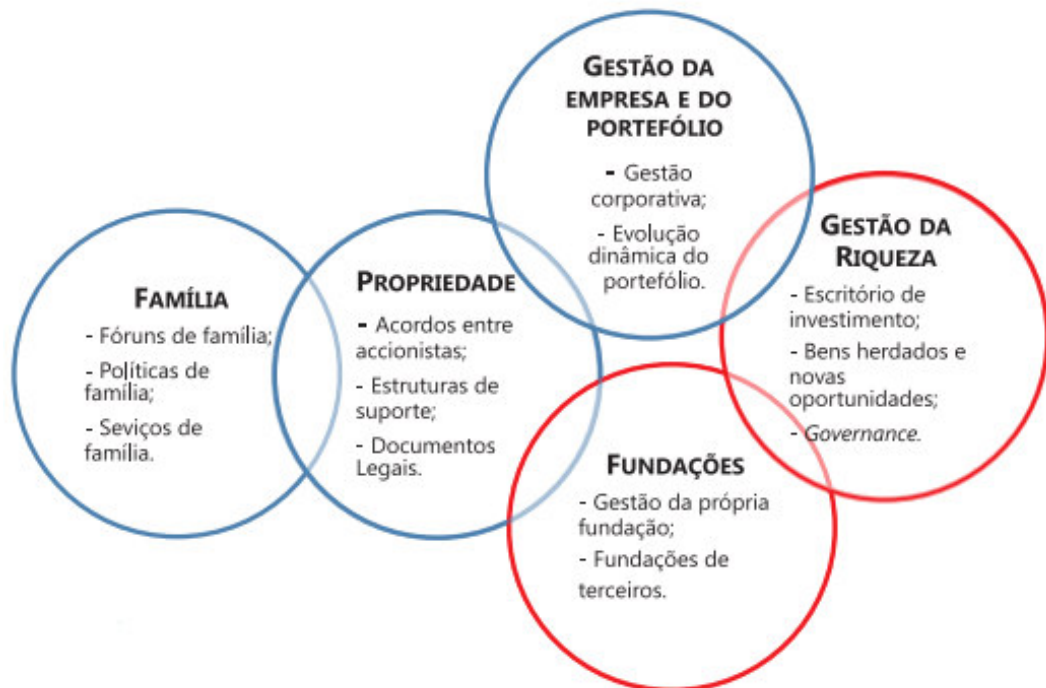 FAMÍLIA
- Fóruns de família;
- Políticas de
família;
- Seviços de
família.
PROPRIEDADE
- Acordos entre
accionistas;
- Estruturas de
suporte;
- Documentos
Legais.
GESTÃO DA
EMPRESA E DO
PORTEFÓLIO
- Gestão
corporativa;
- Evolução
dinâmica do
portefólio.
GESTÃO DA
RIQUEZA
- Escritório de
investimento;
- Bens herdados e
novas
oportunidades;
- Governance.
FUNDAÇÕES
- Gestão da própria
fundação;
- Fundações de
terceiros.